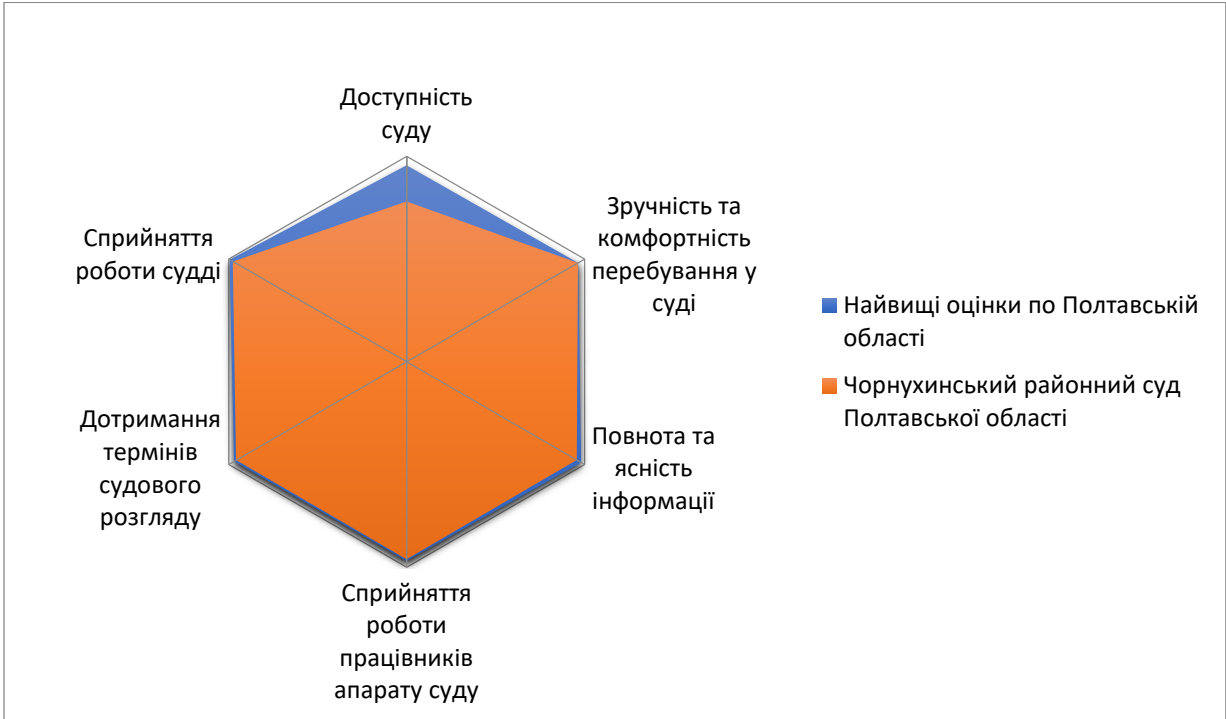 Доступність
суду
Зручність та
комфортність
перебування у
суді
Повнота та
ясність
інформації
Сприйняття
роботи
працівників
апарату суду
Дотримання
термінів
судового
розгляду
Сприйняття
роботи судді
Найвищі оцінки по Полтавській
області
Чорнухинський районний суд
Полтавської області